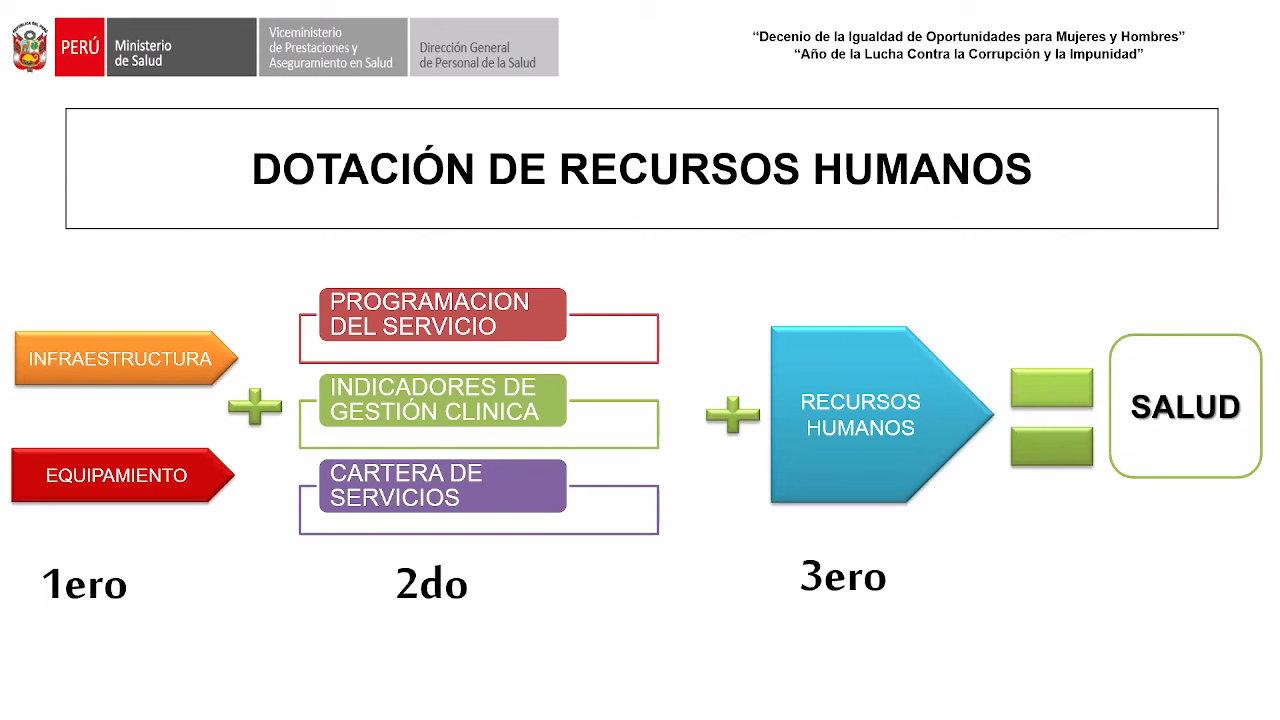 PERÚ
Ministerio
de Salud
Viceministerio
de Prestaciones y
Aseguramiento en Salud
Dirección General
de Personal de la Salud
“Decenio de la Igualdad de Oportunidades para Mujeres y Hombres”
“Año de la Lucha Contra la Corrupción y la Impunidad”
DOTACIÓN DE RECURSOS HUMANOS
INFRAESTRUCTURA
EQUIPAMIENTO
PROGRAMACION
DEL SERVICIO
INDICADORES DE
GESTIÓN CLINICA
CARTERA DE
SERVICIOS
RECURSOS
HUMANOS
SALUD
1ero
2do
3ero